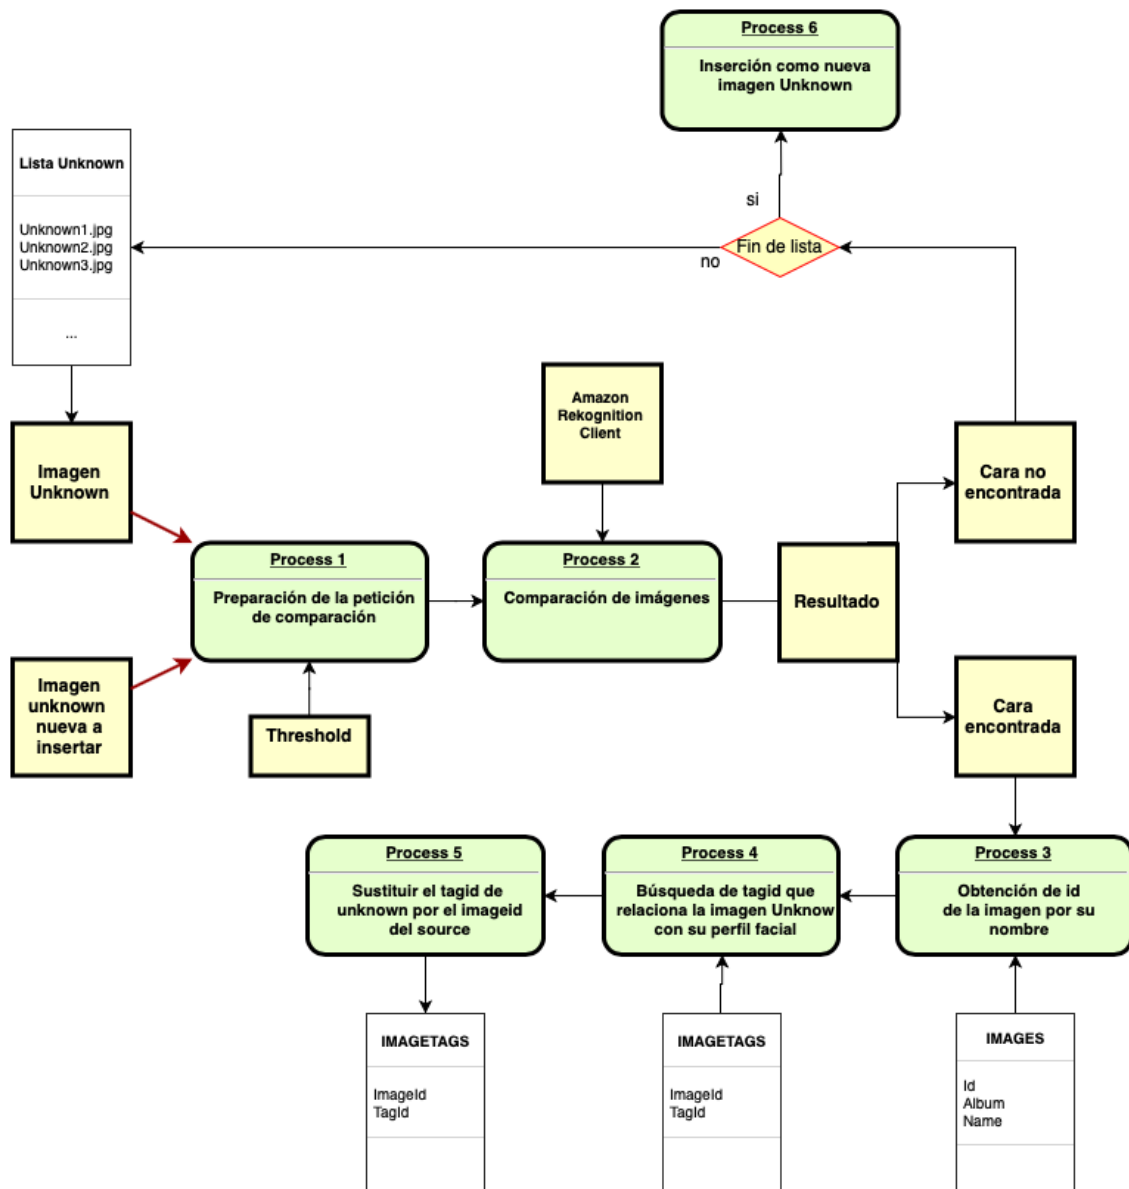 Process 6
Inserción como nueva
imagen Unknown
Lista Unknown
Unknown1.jpg
Unknown2.jpg
Unknown3.jpg
...
si
Fin de lista
no
Amazon
Rekognition
Client
Imagen
Unknown
Cara no
encontrada
Process 1
Preparación de la petición
de comparación
Process 2
Comparación de imágenes
Resultado
Imagen
unknown
nueva a
insertar
Threshold
Cara
encontrada
Process 5
Sustituir el tagid de
unknown por el imageid
del source
Process 4
Búsqueda de tagid que
relaciona la imagen Unknow
con su perfil facial
Process 3
Obtención de id
de la imagen por su
nombre
IMAGETAGS
ImageId
TagId
IMAGETAGS
ImageId
TagId
IMAGES
Id
Album
Name